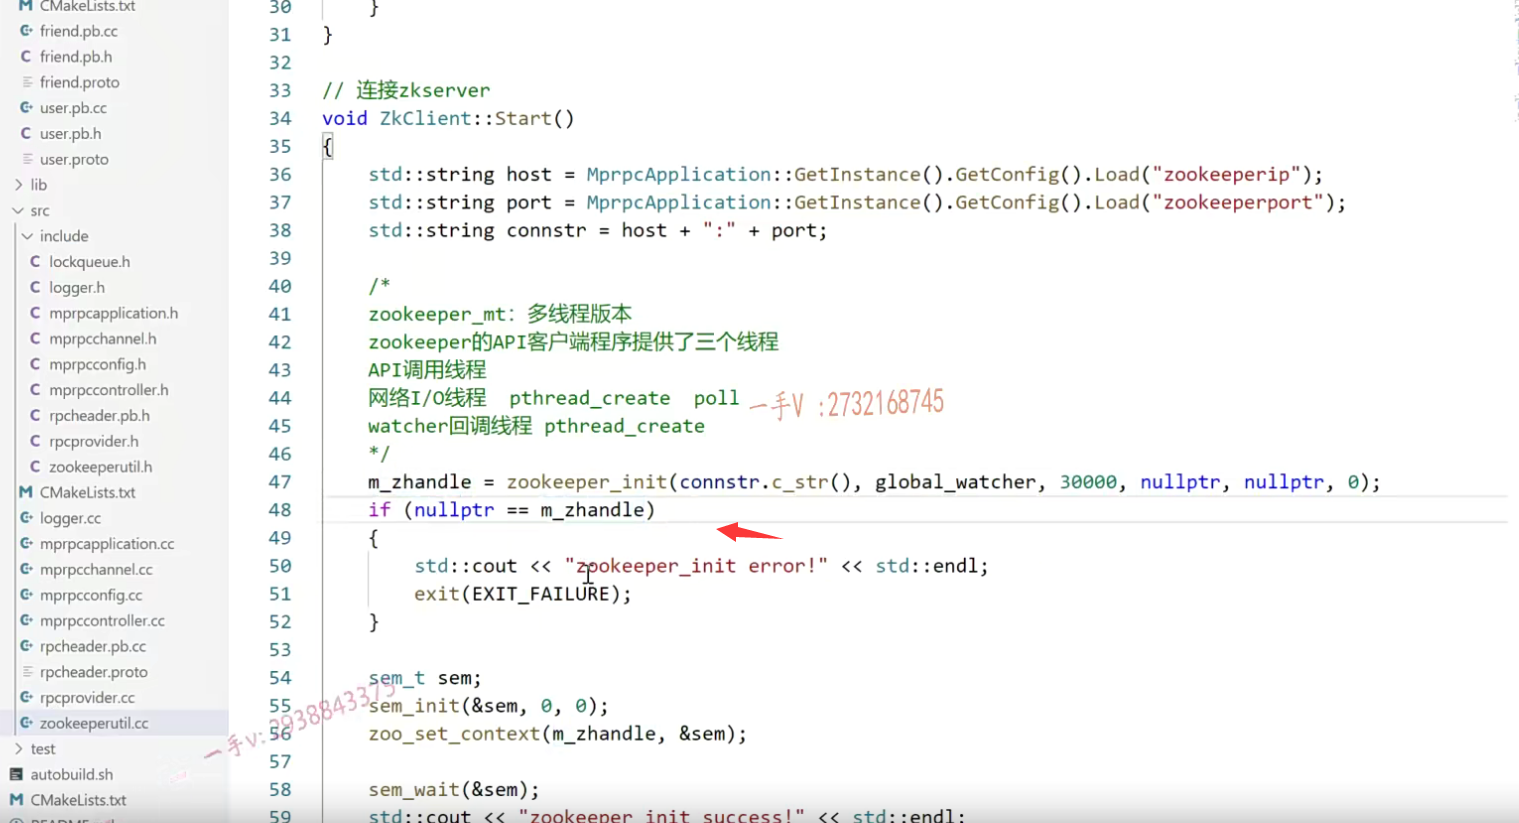 CMakeLists.txt
friend.pb.cc
friend.pb.h
friend.proto
user.pb.cc
user.pb.h
user.proto
lib
src
include
lockqueue.h
logger.h
mprpcapplication.h
mprpcchannel.h
mprpcconfig.h
mprpccontroller.h
rpcheader.pb.h
rpcprovider.h
zookeeperutil.h
CMakeLists.txt
logger.cc
mprpcapplication.cc
mprpcchannel.cc
mprpcconfig.cc
mprpccontroller.cc
rpcheader.pb.cc
rpcheader.proto
rpcprovider.cc
zookeeperutil.cc
test
autobuild.sh
CMakeLists.txt
30 }
31 }
32
33 // 连接zkserver
34 void ZkClient::Start()
35 {
36 std::string host = MprpcApplication::GetInstance().GetConfig().Load("zookeeperip");
37 std::string port = MprpcApplication::GetInstance().GetConfig().Load("zookeeperport");
38 std::string connstr = host + ":" + port;
39
40 /*
41 zookeeper_mt：多线程版本
42 zookeeper的API客户端程序提供了三个线程
43 API调用线程
44 网络I/O线程 pthread_create poll
一手V :2732168745
45 watcher回调线程 pthread_create
46 */
47 m_zhandle = zookeeper_init(connstr.c_str(), global_watcher, 30000, nullptr, nullptr, 0);
48 if (nullptr == m_zhandle)
49 {
50 std::cout << "zookeeper_init error!" << std::endl;
51 exit(EXIT_FAILURE);
52 }
53
54 sem_t sem;
55 sem_init(&sem, 0, 0);
56 zoo_set_context(m_zhandle, &sem);
一手V:2938843375
57
58 sem_wait(&sem);
59 std::cout << "zookeeper_init success!" << std::endl;